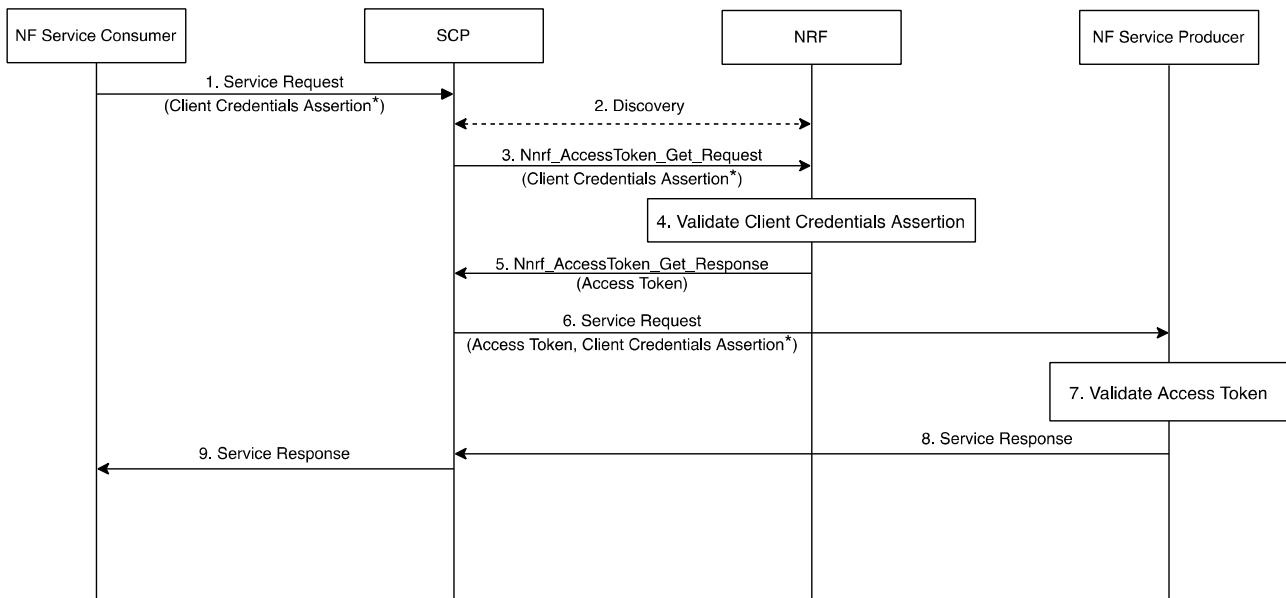 NF Service Consumer
SCP
NRF
NF Service Producer
1. Service Request
(Client Credentials Assertion*)
2. Discovery
3. Nnrf_AccessToken_Get_Request
(Client Credentials Assertion*)
4. Validate Client Credentials Assertion
5. Nnrf_AccessToken_Get_Response
(Access Token)
6. Service Request
(Access Token, Client Credentials Assertion*)
7. Validate Access Token
8. Service Response
9. Service Response